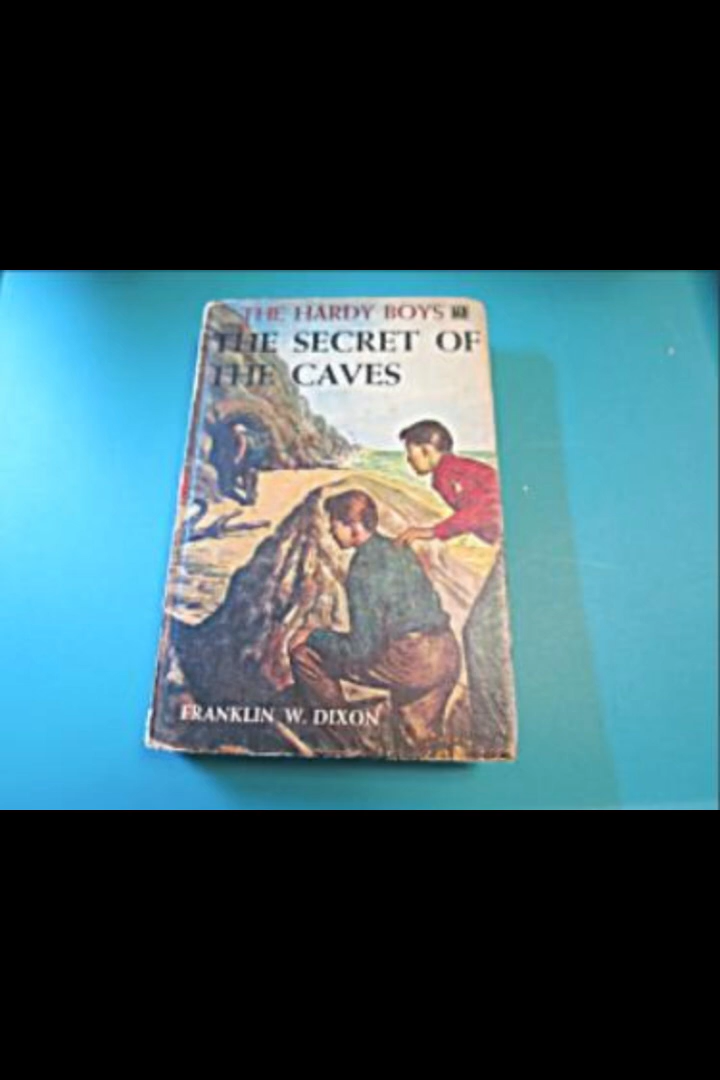 THE HARDY BOYS
THE SECRET OF
THE CAVES
FRANKLIN W. DIXON